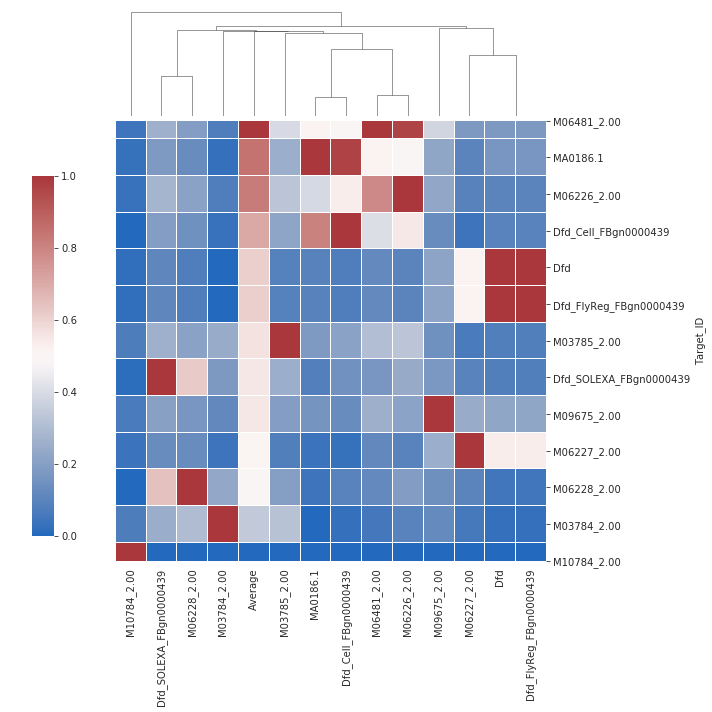 M06481_2.00
MA0186.1
M06226_2.00
Dfd_Cell_FBgn0000439
Dfd
Dfd_FlyReg_FBgn0000439
M03785_2.00
Dfd_SOLEXA_FBgn0000439
M09675_2.00
M06227_2.00
M06228_2.00
M03784_2.00
M10784_2.00
Target_ID
1.0
0.8
0.6
0.4
0.2
0.0
M10784_2.00
Dfd_SOLEXA_FBgn0000439
M06228_2.00
M03784_2.00
Average
M03785_2.00
MA0186.1
Dfd_Cell_FBgn0000439
M06481_2.00
M06226_2.00
M09675_2.00
M06227_2.00
Dfd
Dfd_FlyReg_FBgn0000439